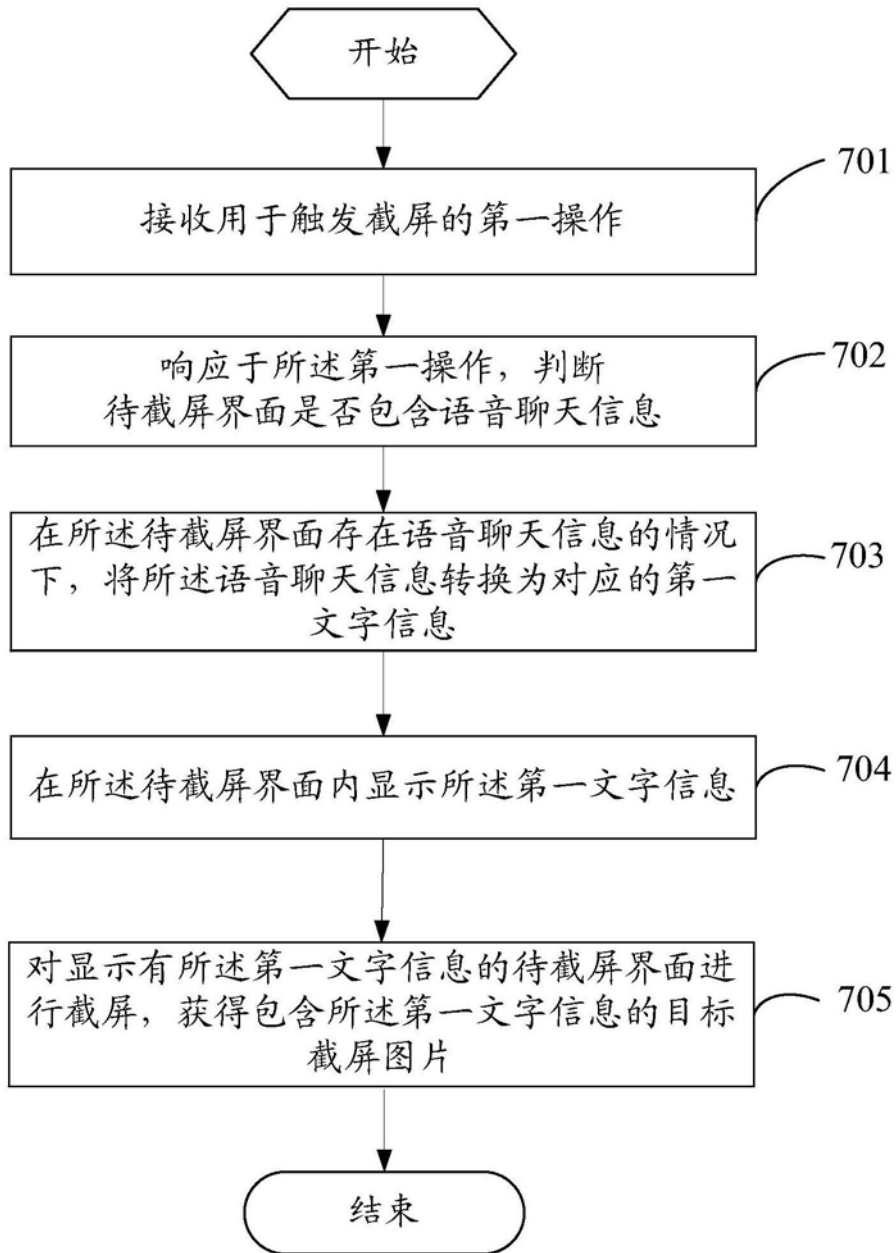 开始
701
接收用于触发截屏的第一操作
702
响应于所述第一操作，判断
待截屏界面是否包含语音聊天信息
703
在所述待截屏界面存在语音聊天信息的情况
下，将所述语音聊天信息转换为对应的第一
文字信息
704
在所述待截屏界面内显示所述第一文字信息
705
对显示有所述第一文字信息的待截屏界面进
行截屏，获得包含所述第一文字信息的目标
截屏图片
结束